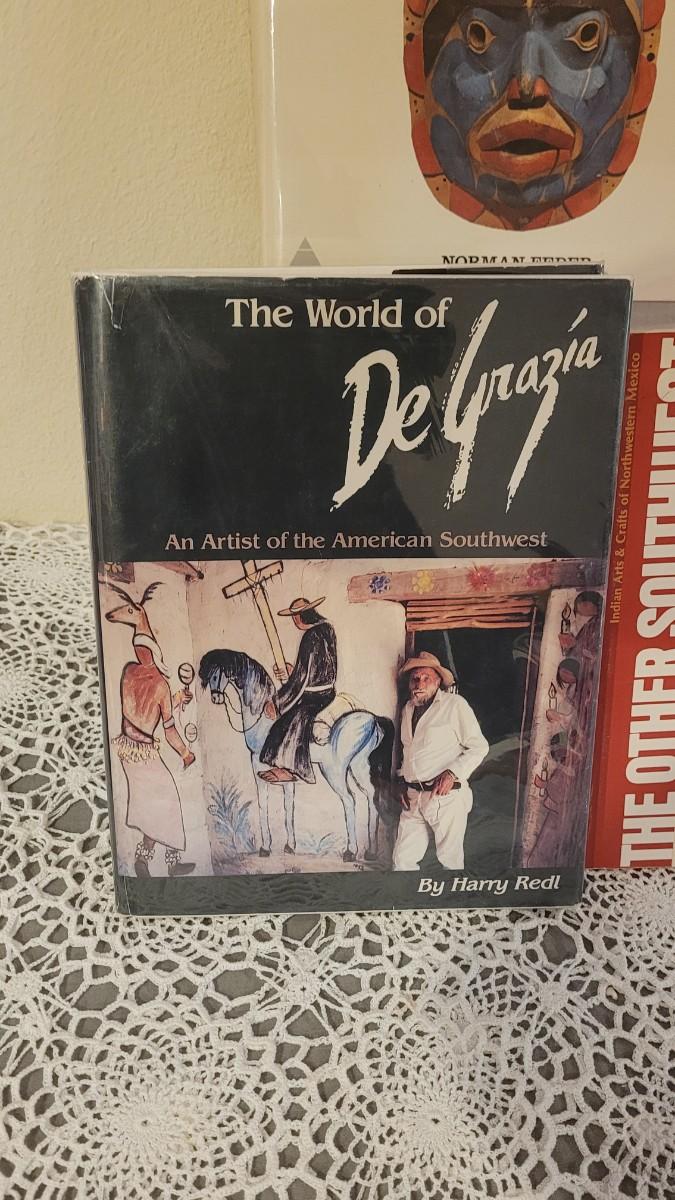 NORMAN FEDER
The World of
De Grazía
An Artist of the American Southwest
By Harry Redl
Indian Arts & Crafts of Northwestern Mexico
THE OTHER SOUTHWEST